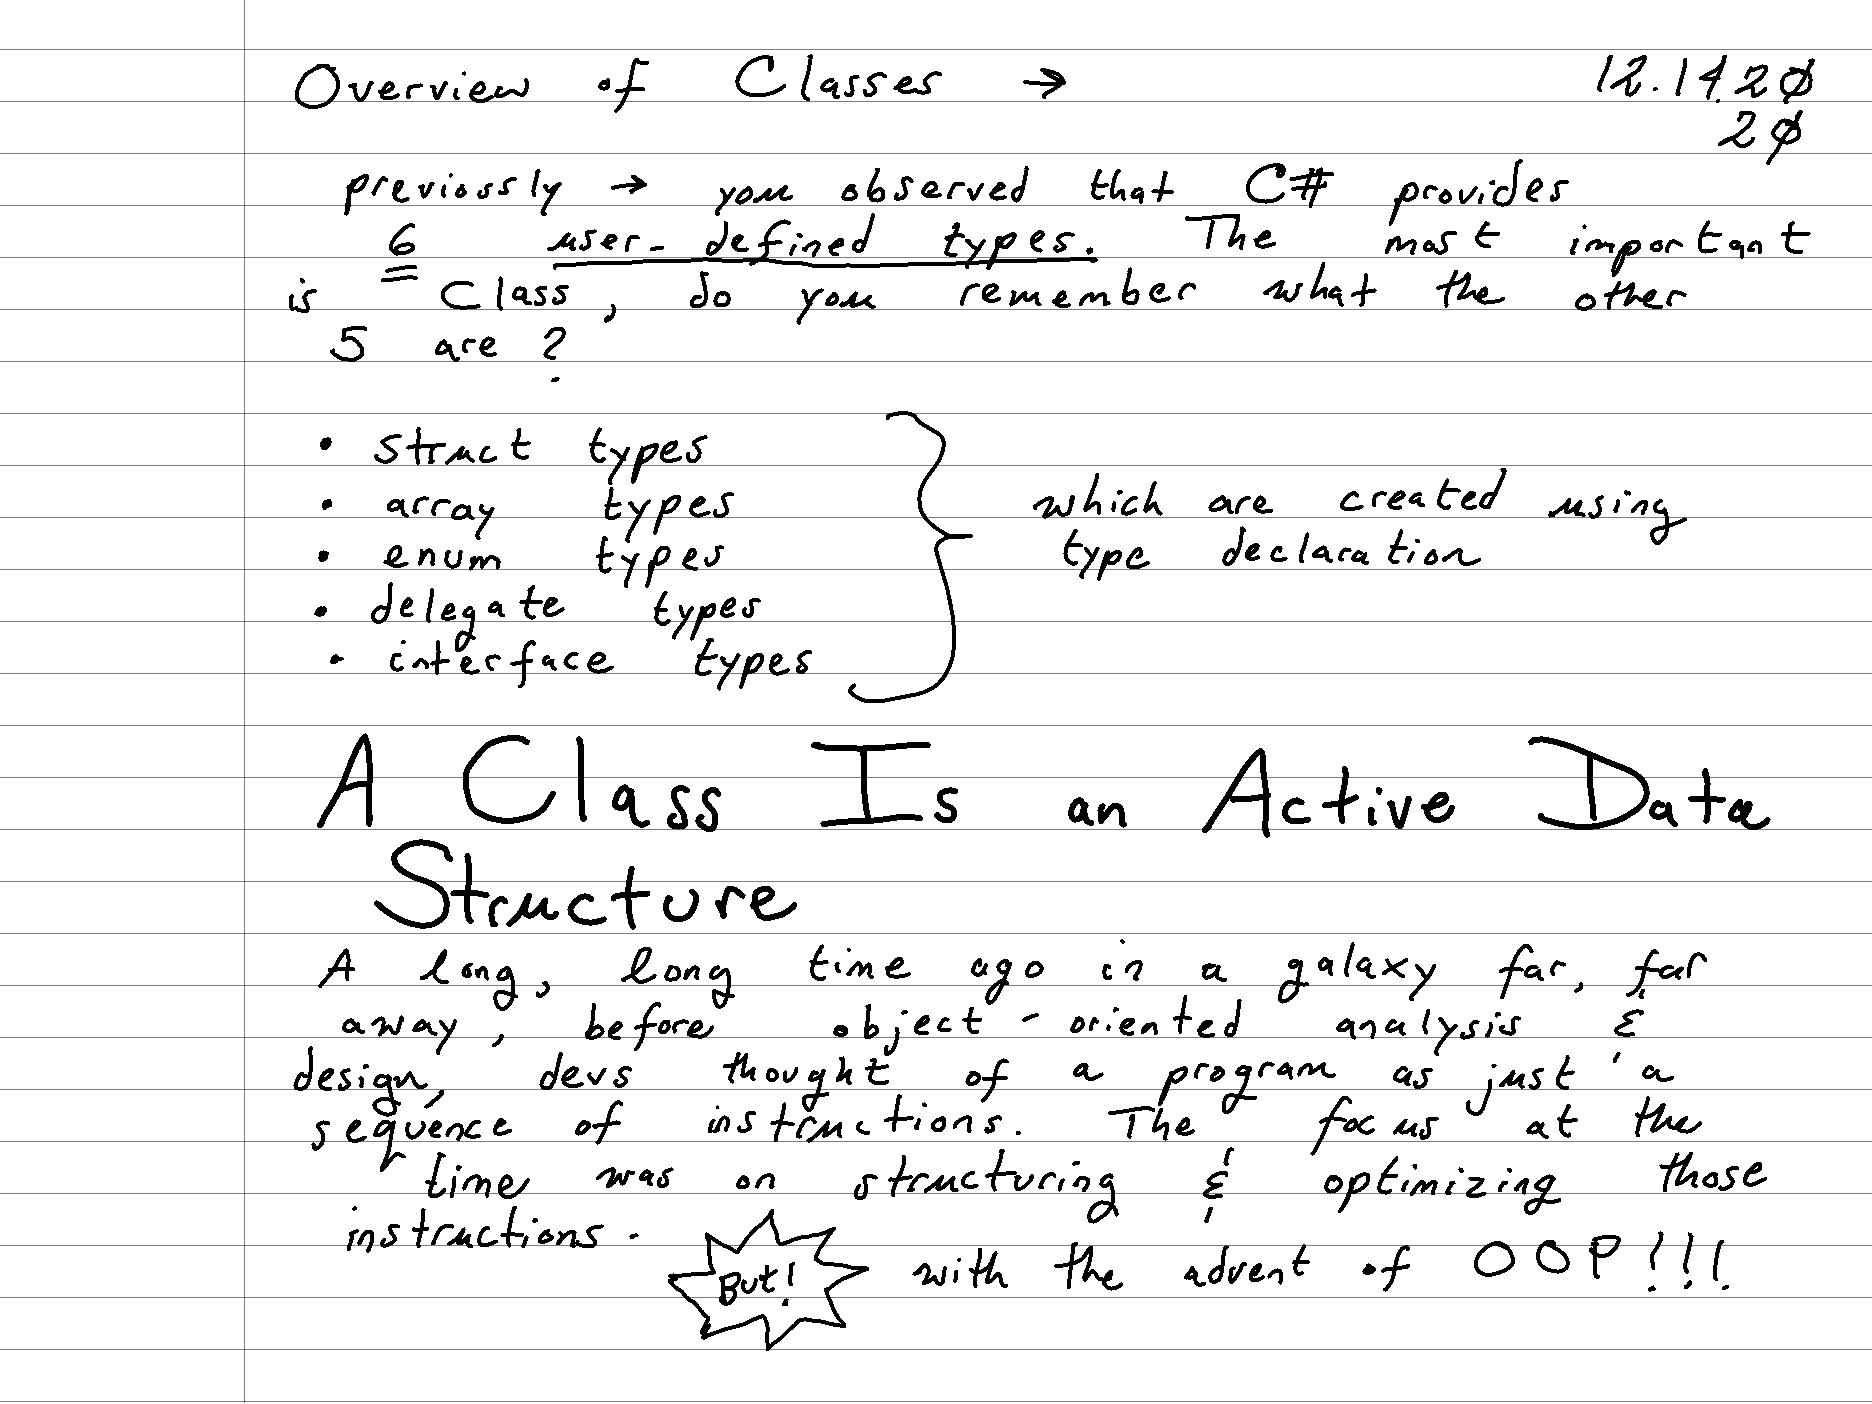 Overview of Classes → 12.14.2∅
2∅
previously → you observed that C# provides
6 user-defined types. The most important
is Class, do you remember what the other
5 are?
• struct types
• array types
which are created using
• enum types
type declaration
• delegate types
• interface types
A Class Is an Active Data
Structure
A long, long time ago in a galaxy far, far
away, before object-oriented analysis &
design, devs thought of a program as just a
sequence of instructions. The focus at the
time was on structuring & optimizing those
instructions.
But! with the advent of OOP!!!